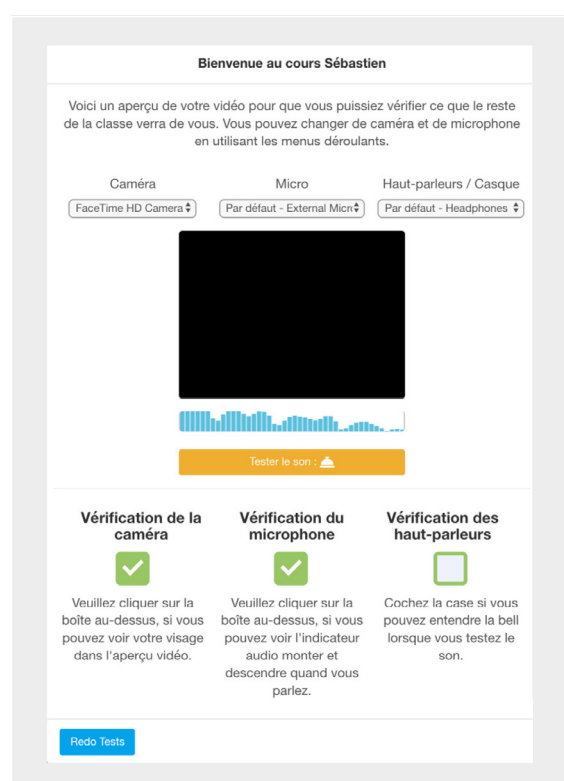 Bienvenue au cours Sébastien
Voici un aperçu de votre vidéo pour que vous puissiez vérifier ce que le reste
de la classe verra de vous. Vous pouvez changer de caméra et de microphone
en utilisant les menus déroulants.
Caméra
Micro
Haut-parleurs / Casque
FaceTime HD Camera
Par défaut - External Micr
Par défaut - Headphones
Tester le son :
Vérification de la
caméra
Veuillez cliquer sur la
boîte au-dessus, si vous
pouvez voir votre visage
dans l'aperçu vidéo.
Vérification du
microphone
Veuillez cliquer sur la
boîte au-dessus, si vous
pouvez voir l'indicateur
audio monter et
descendre quand vous
parlez.
Vérification des
haut-parleurs
Cochez la case si vous
pouvez entendre la bell
lorsque vous testez le
son.
Redo Tests